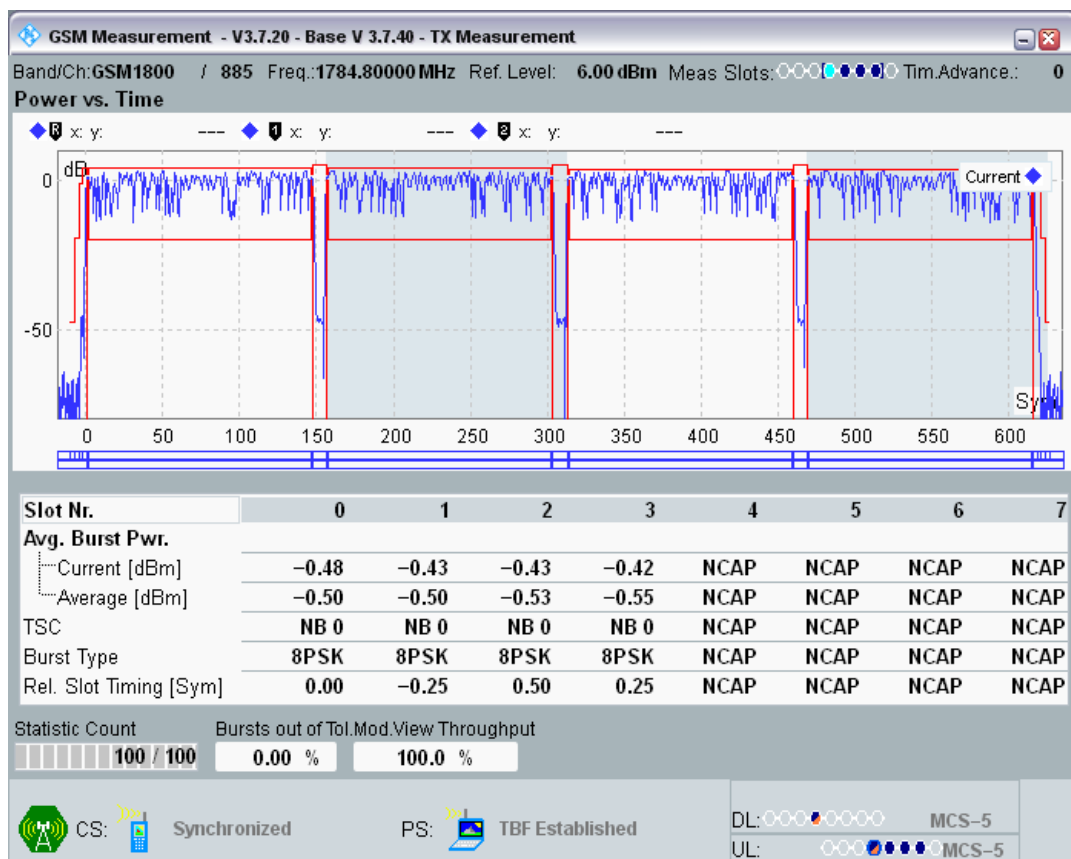 GSM Measurement - V3.7.20 - Base V 3.7.40 - TX Measurement
Band/Ch:GSM1800 / 885 Freq.:1784.80000 MHz Ref. Level: 6.00 dBm Meas Slots: Tim.Advance.: 0
Power vs. Time
R x: y: --- 1 x: y: --- 2 x: y: ---
dB
Current
0
-50
Sym
0 50 100 150 200 250 300 350 400 450 500 550 600
Slot Nr. 0 1 2 3 4 5 6 7
Avg. Burst Pwr.
Current [dBm] −0.48 −0.43 −0.43 −0.42 NCAP NCAP NCAP NCAP
Average [dBm] −0.50 −0.50 −0.53 −0.55 NCAP NCAP NCAP NCAP
TSC NB 0 NB 0 NB 0 NB 0 NCAP NCAP NCAP NCAP
Burst Type 8PSK 8PSK 8PSK 8PSK NCAP NCAP NCAP NCAP
Rel. Slot Timing [Sym] 0.00 −0.25 0.50 0.25 NCAP NCAP NCAP NCAP
Statistic Count Bursts out of Tol. Mod.View Throughput
100 / 100 0.00 % 100.0 %
CS: Synchronized PS: TBF Established
DL: MCS−5
UL: MCS−5